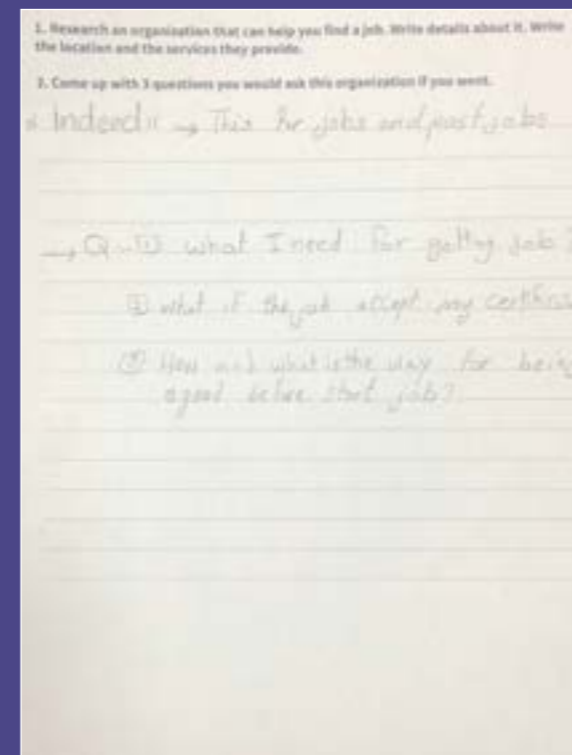 1. Research an organization that can help you find a job. Write details about it. Write
the location and the services they provide.
2. Come up with 3 questions you would ask this organization if you went.
* Indeed :: → This for jobs and past jobs
→ Q - ① what I need for getting job?
② what if the job accept my
③ How and what is the way for being
good before start job?